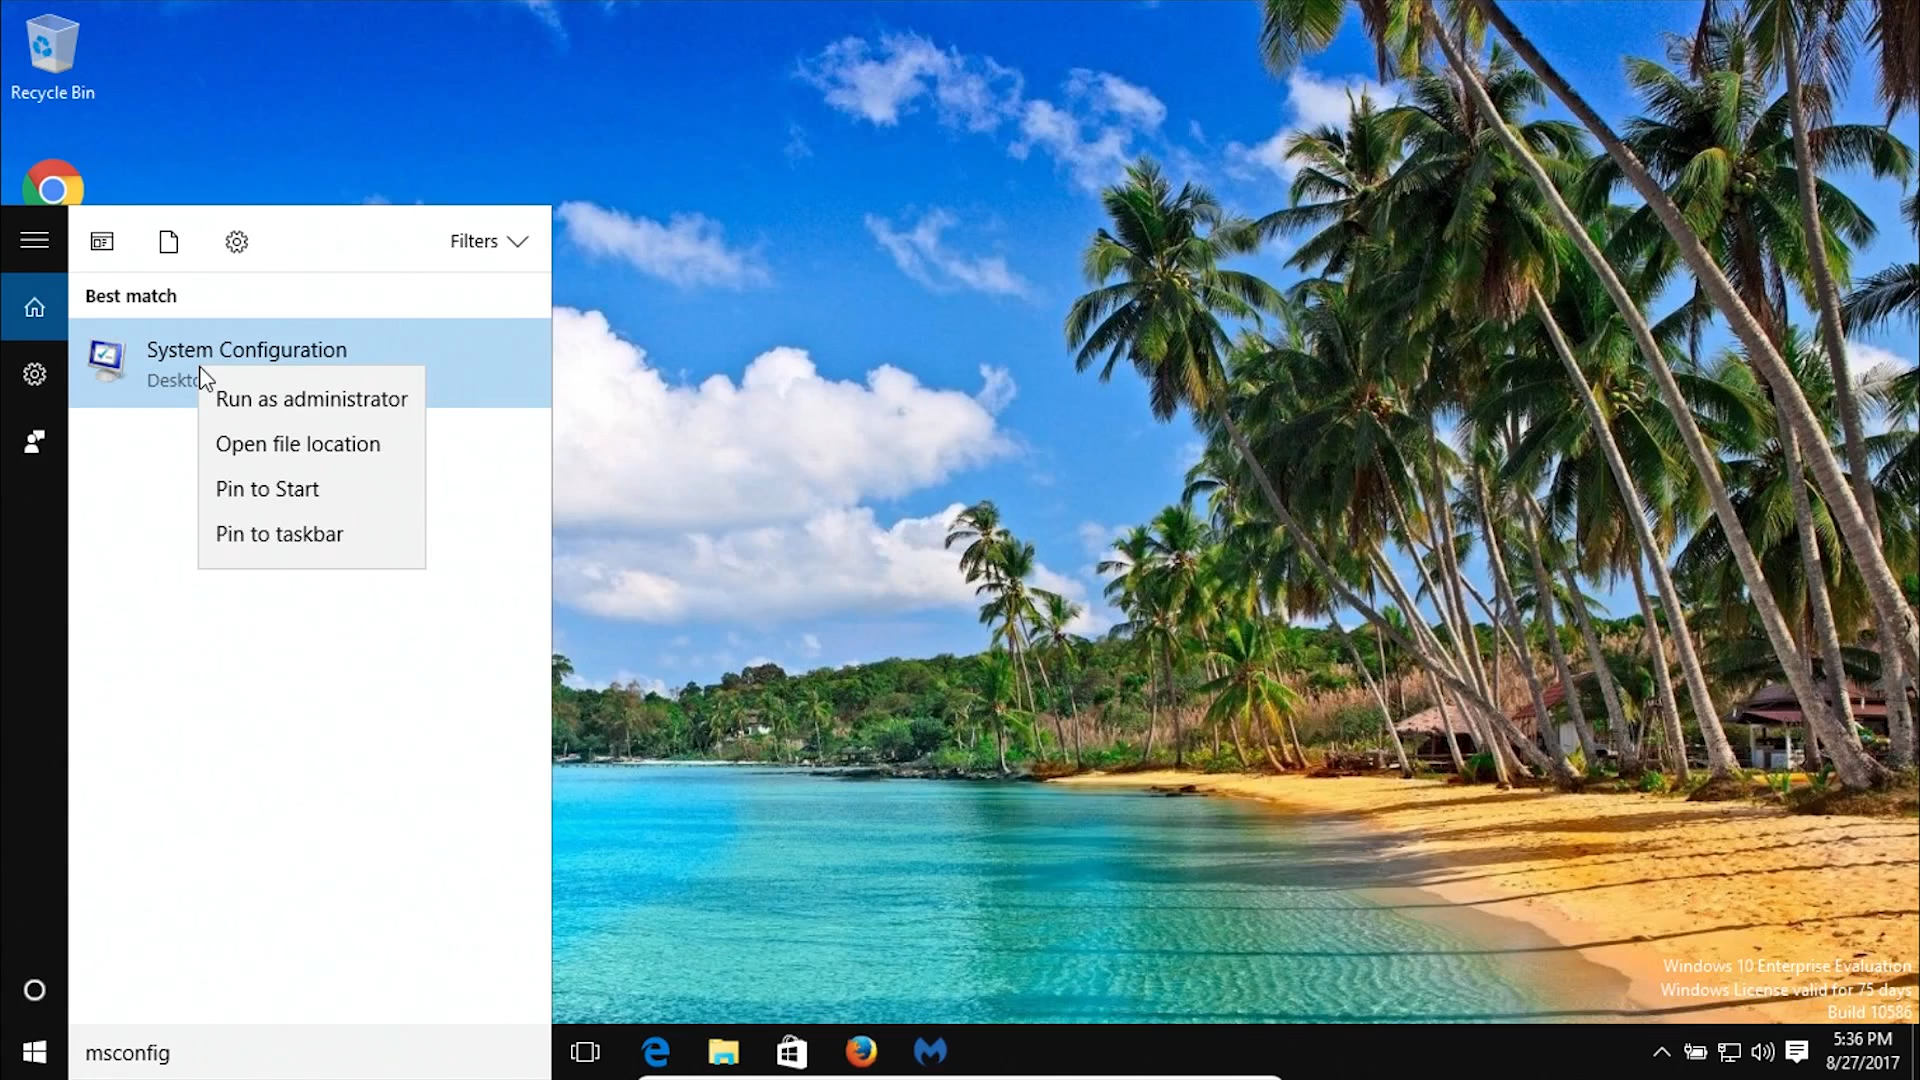 Recycle Bin
Filters
Best match
System Configuration
Deskto
Run as administrator
Open file location
Pin to Start
Pin to taskbar
Windows 10 Enterprise Evaluation
Windows License valid for 75 days
Build 10586
msconfig
5:36 PM
8/27/2017